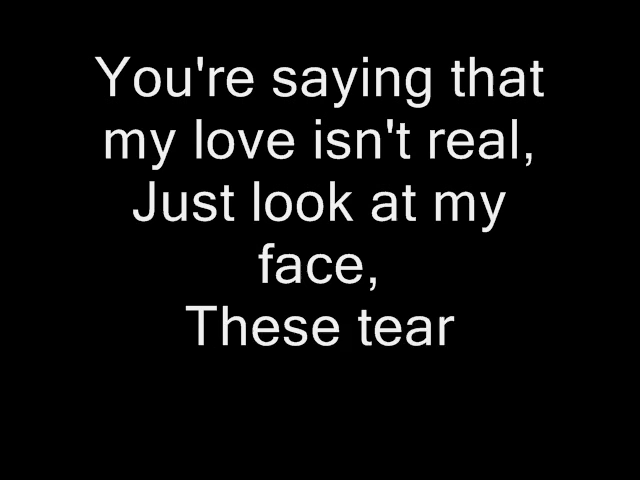 You're saying that
my love isn't real,
Just look at my
face,
These tear